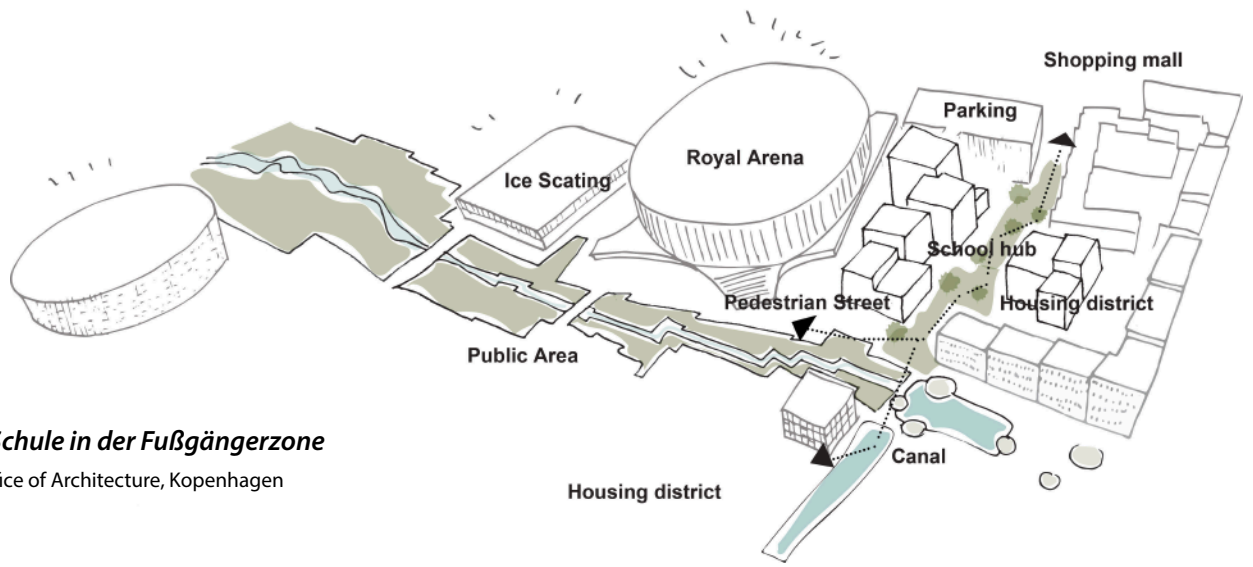 Shopping mall
Parking
Royal Arena
Ice Scating
School hub
Pedestrian Street
Housing district
Public Area
Schule in der Fußgängerzone
Canal
ice of Architecture, Kopenhagen
Housing district